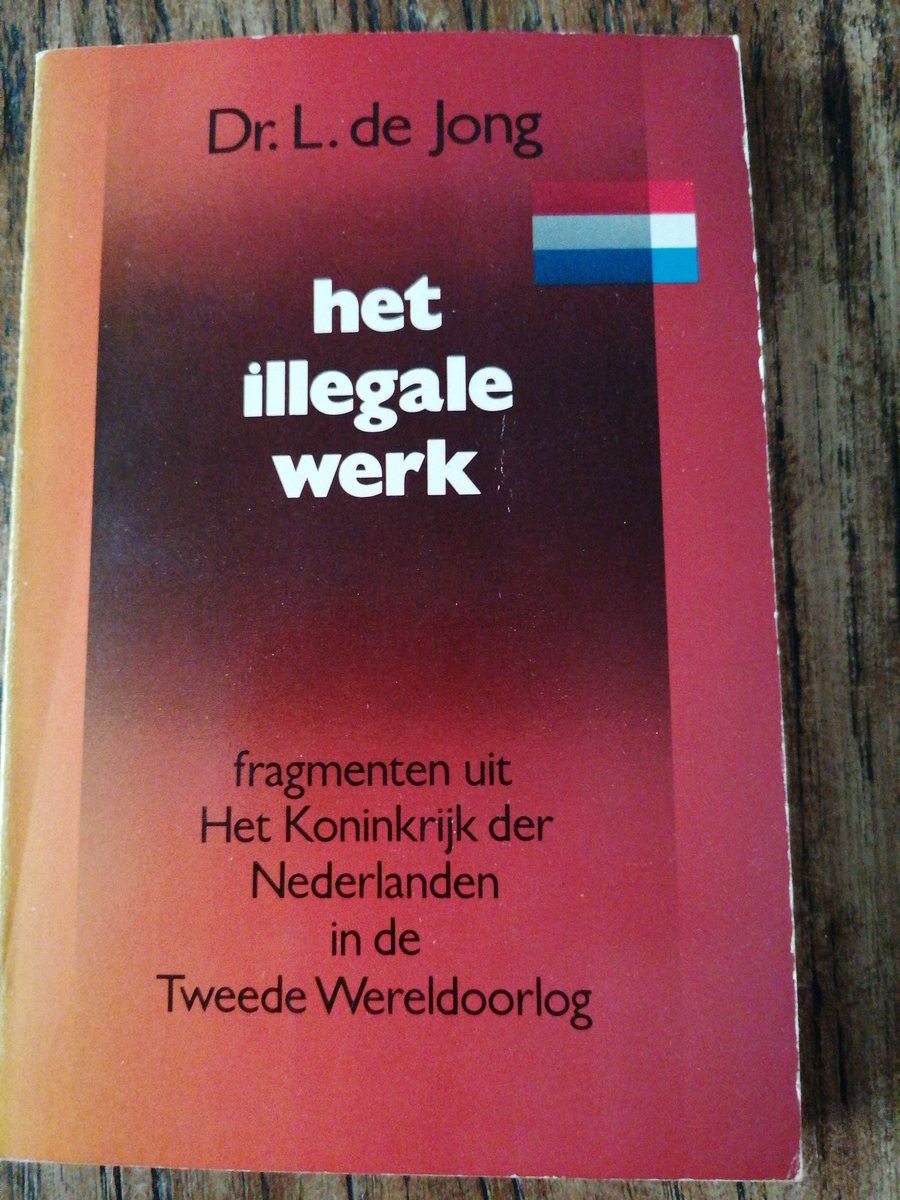 Dr. L. de Jong
het
illegale
werk
fragmenten uit
Het Koninkrijk der
Nederlanden
in de
Tweede Wereldoorlog